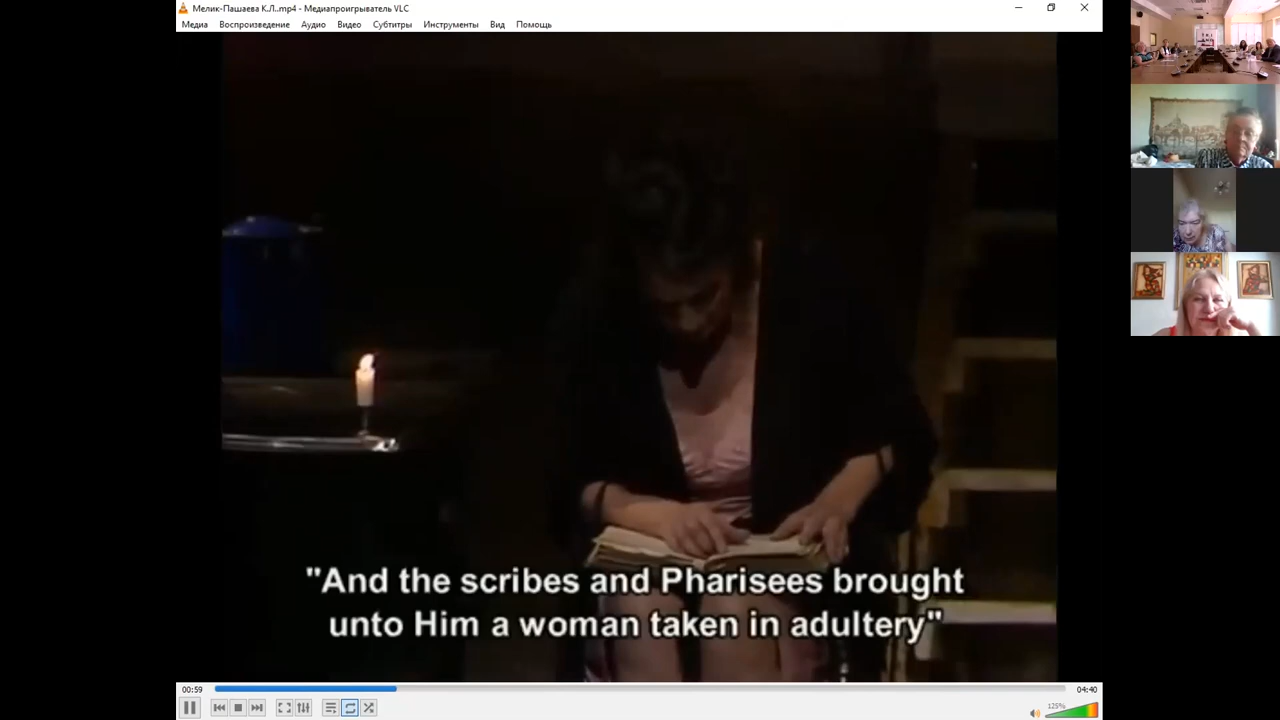 Мелик-Пашаева К.Л..mp4 - Медиапроигрыватель VLC
Медиа Воспроизведение Аудио Видео Субтитры Инструменты Вид Помощь
"And the scribes and Pharisees brought
unto Him a woman taken in adultery"
00:59
04:40
125%